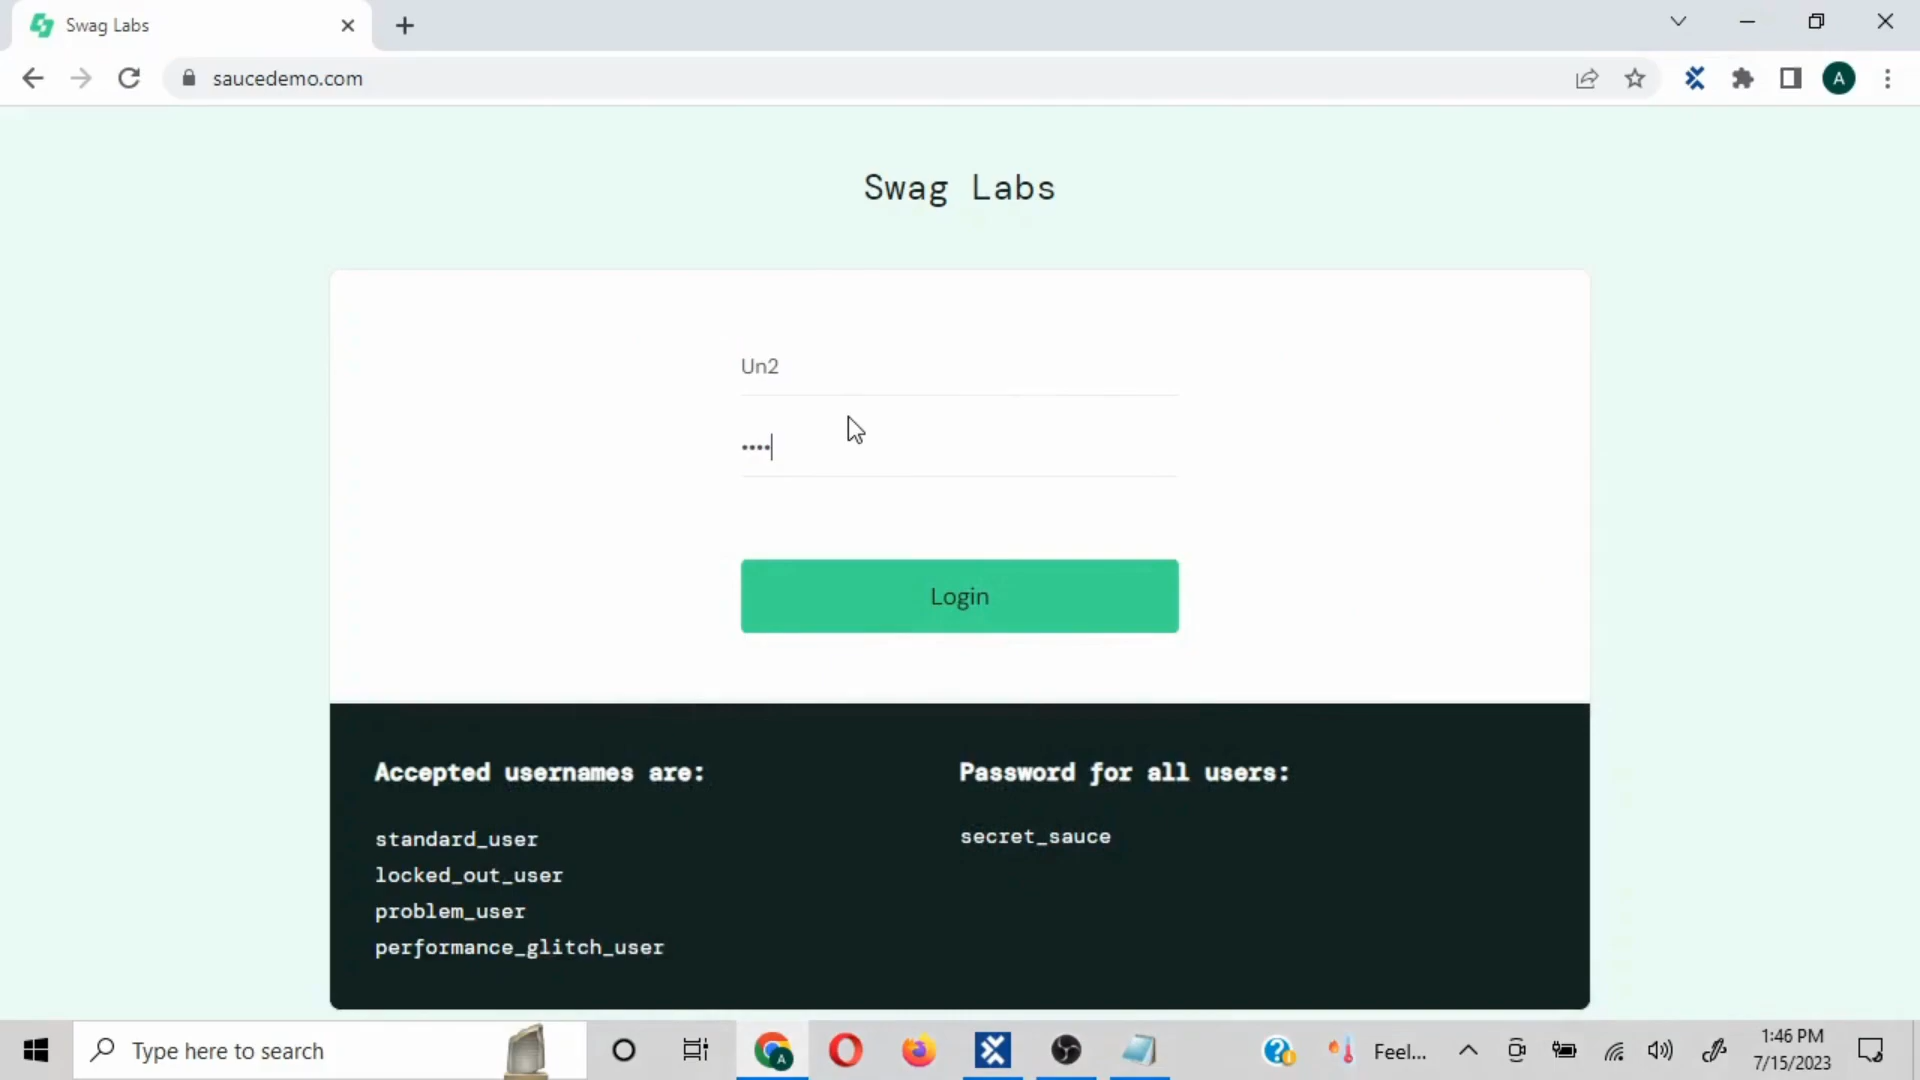 Swag Labs
saucedemo.com
A
Swag Labs
Un2
••••
Login
Accepted usernames are:
Password for all users:
standard_user
secret_sauce
locked_out_user
problem_user
performance_glitch_user
Type here to search
A
Feel...
1:46 PM
7/15/2023